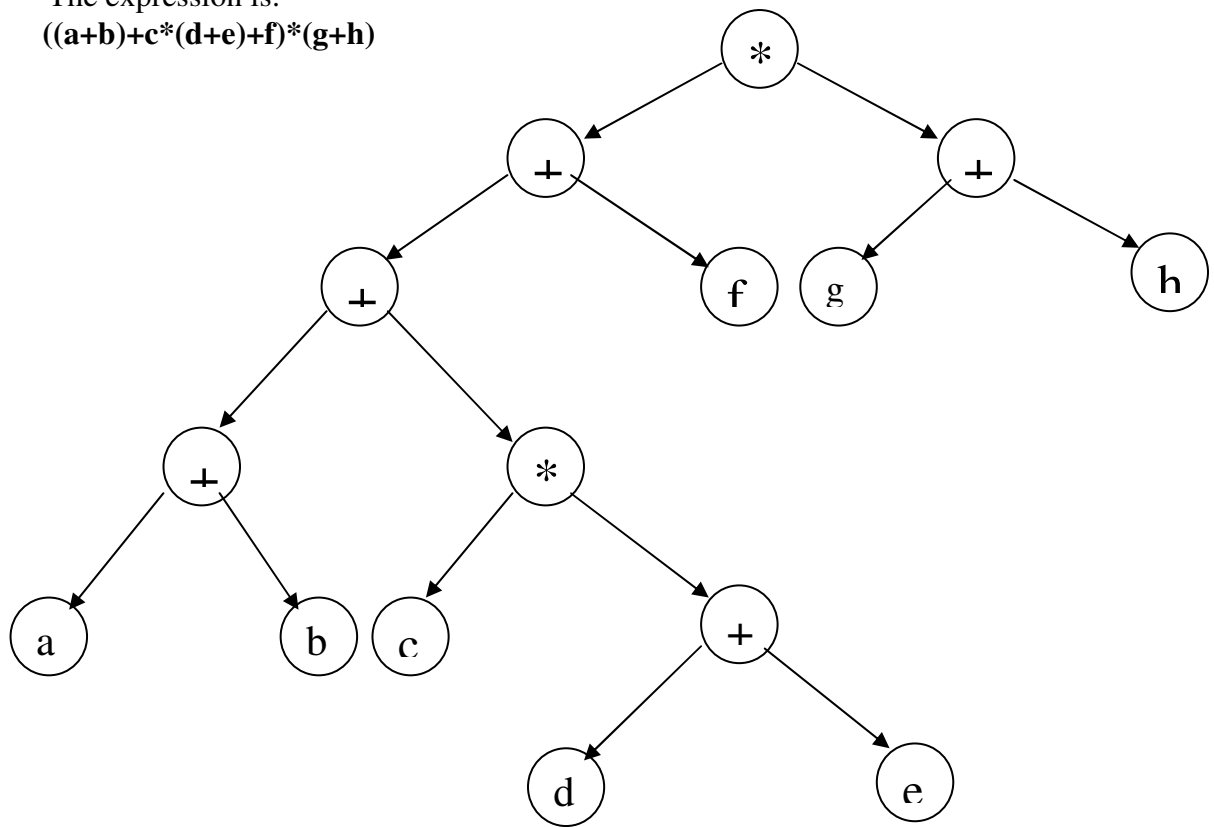 The expression is:
((a+b)+c*(d+e)+f)*(g+h)
*
+ +
+ f g h
+ *
a b c +
d e